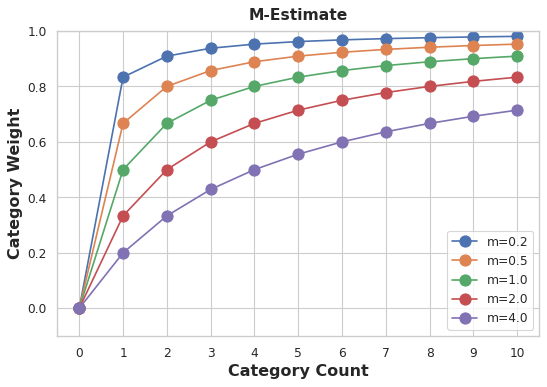 M-Estimate
Category Weight
1.0
0.8
0.6
0.4
0.2
0.0
m=0.2
m=0.5
m=1.0
m=2.0
m=4.0
0 1 2 3 4 5 6 7 8 9 10
Category Count